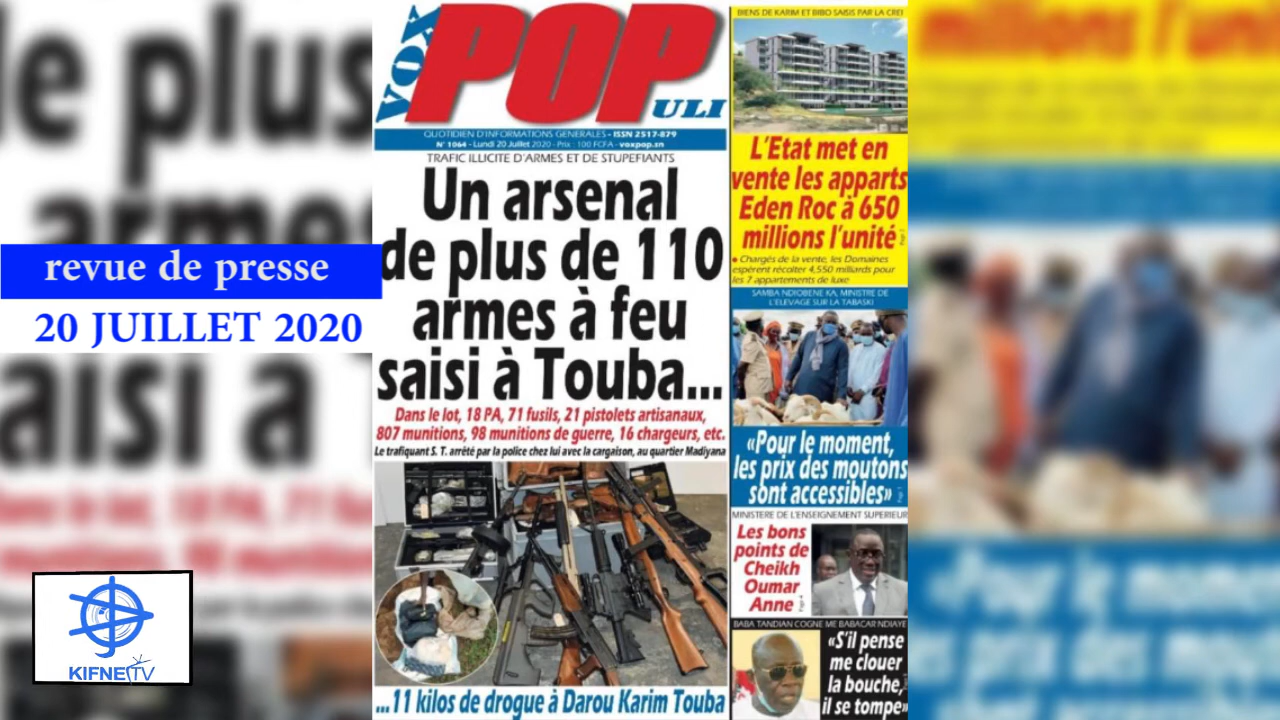 revue de presse
20 JUILLET 2020
KIFNE TV
VOX POPULI
QUOTIDIEN D'INFORMATIONS GENERALES - ISSN 2517-879
N° 1064 - Lundi 20 Juillet 2020 - Prix : 100 FCFA - voxpop.sn
TRAFIC ILLICITE D'ARMES ET DE STUPEFIANTS
Un arsenal
de plus de 110
armes à feu
saisi à Touba...
Dans le lot, 18 PA, 71 fusils, 21 pistolets artisanaux,
807 munitions, 98 munitions de guerre, 16 chargeurs, etc.
Le trafiquant S. T. arrêté par la police chez lui avec la cargaison, au quartier Madiyana
...11 kilos de drogue à Darou Karim Touba
BIENS DE KARIM ET BIBO SAISIS PAR LA CREI
L'Etat met en
vente les apparts
Eden Roc à 650
millions l'unité
• Chargés de la vente, les Domaines
espèrent récolter 4,550 milliards pour
les 7 appartements de luxe
SAMBA NDIOBENE KA, MINISTRE DE
L'ELEVAGE SUR LA TABASKI
«Pour le moment,
les prix des moutons
sont accessibles»
MINISTERE DE L'ENSEIGNEMENT SUPERIEUR
Les bons
points de
Cheikh
Oumar
Anne
Page 4
BABA TANDIAN COGNE ME BABACAR NDIAYE
«S'il pense
me clouer
la bouche,
il se trompe»